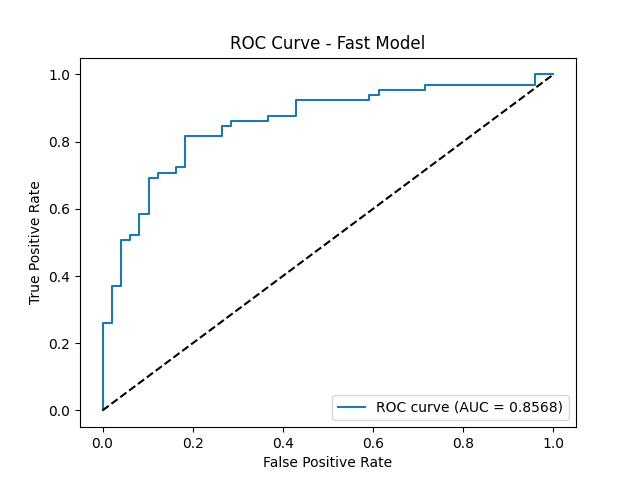 ROC Curve - Fast Model
True Positive Rate
1.0
0.8
0.6
0.4
0.2
0.0
ROC curve (AUC = 0.8568)
0.0 0.2 0.4 0.6 0.8 1.0
False Positive Rate